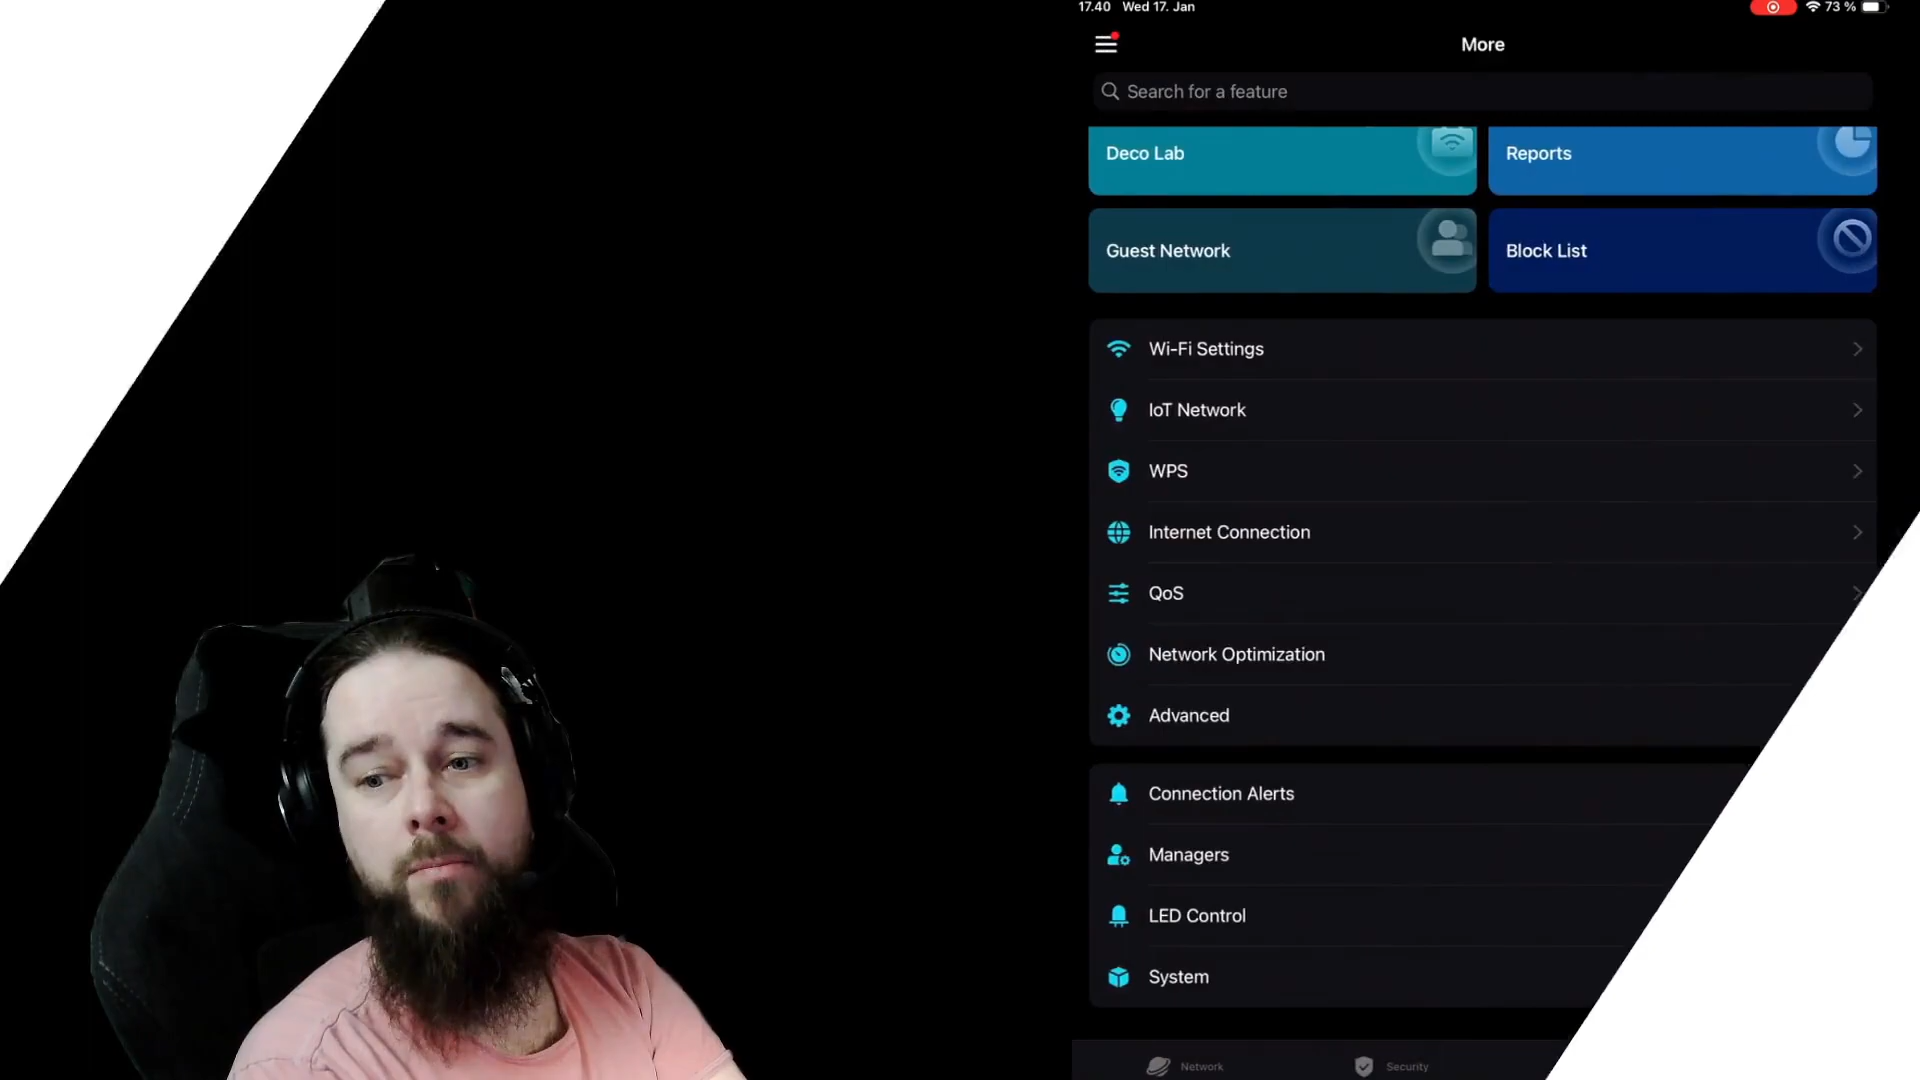 17.40 Wed 17. Jan
73 %
More
Search for a feature
Deco Lab
Reports
Guest Network
Block List
Wi-Fi Settings
IoT Network
WPS
Internet Connection
QoS
Network Optimization
Advanced
Connection Alerts
Managers
LED Control
System
Network
Security